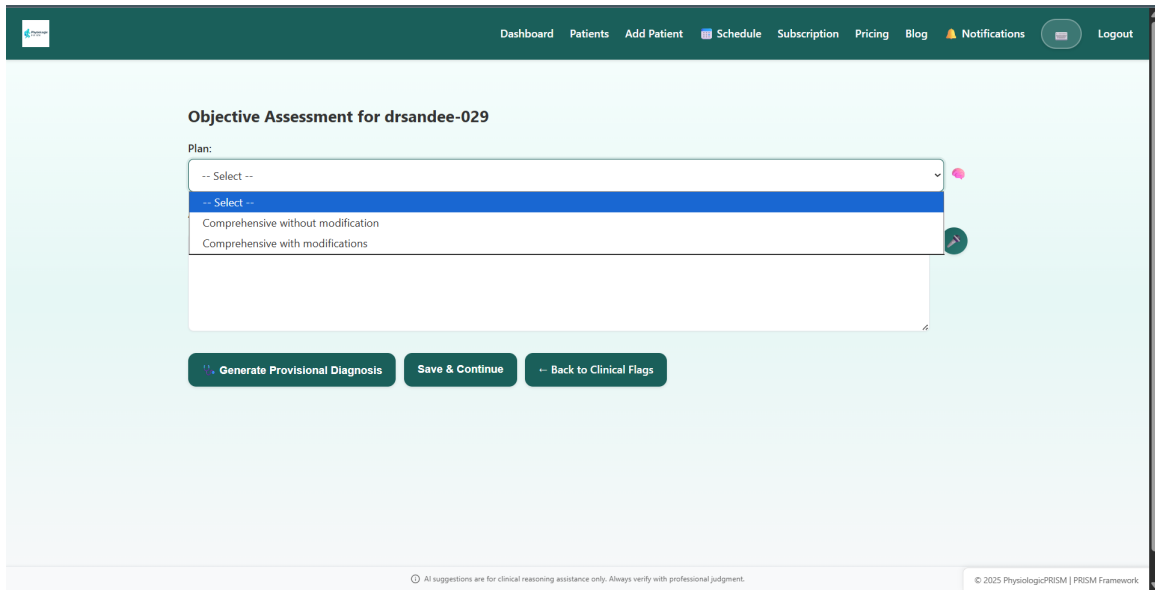 Dashboard Patients Add Patient Schedule Subscription Pricing Blog Notifications Logout
Objective Assessment for drsandee-029
Plan:
-- Select --
-- Select --
Comprehensive without modification
Comprehensive with modifications
Generate Provisional Diagnosis Save & Continue ← Back to Clinical Flags
AI suggestions are for clinical reasoning assistance only. Always verify with professional judgment.
© 2025 PhysiologicPRISM | PRISM Framework